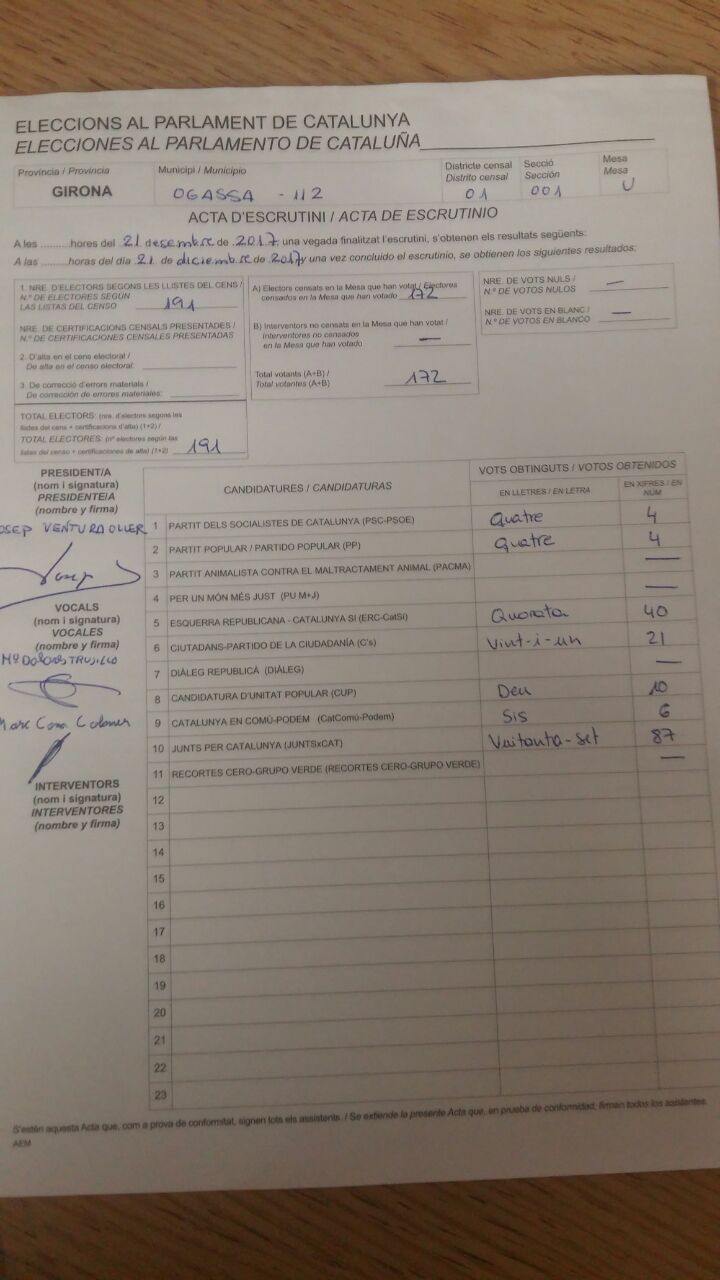 ELECCIONS AL PARLAMENT DE CATALUNYA
ELECCIONES AL PARLAMENTO DE CATALUÑA
Província / Provincia
GIRONA
Municipi / Municipio
OGASSA - 112
Districte censal
Distrito censal
01
Secció
Sección
001
Mesa
Mesa
U
ACTA D'ESCRUTINI / ACTA DE ESCRUTINIO
A les ..........hores del 21 desembre de 2017 una vegada finalitzat l'escrutini, s'obtenen els resultats següents:
A las ..........horas del día 21 de diciembre de 2017 y una vez concluido el escrutinio, se obtienen los siguientes resultados:
1. NRE. D'ELECTORS SEGONS LES LLISTES DEL CENS /
N.º DE ELECTORES SEGÚN
LAS LISTAS DEL CENSO 191
NRE. DE CERTIFICACIONS CENSALS PRESENTADES /
N.º DE CERTIFICACIONES CENSALES PRESENTADAS
2. D'alta en el cens electoral /
De alta en el censo electoral:
3. De correcció d'errors materials /
De corrección de errores materiales:
TOTAL ELECTORS: (nre. d'electors segons les
llistes del cens + certificacions d'alta) (1+2) /
TOTAL ELECTORES: (nº electores según las
listas del censo + certificaciones de alta) (1+2) 191
A) Electors censats en la Mesa que han votat / Electores
censados en la Mesa que han votado 172
B) Interventors no censats en la Mesa que han votat /
Interventores no censados
en la Mesa que han votado —
Total votants (A+B) /
Total votantes (A+B) 172
NRE. DE VOTS NULS /
N.º DE VOTOS NULOS —
NRE. DE VOTS EN BLANC /
N.º DE VOTOS EN BLANCO —
PRESIDENT/A
(nom i signatura)
PRESIDENTE/A
(nombre y firma)
OSEP VENTURA OLLER
Josep
VOCALS
(nom i signatura)
VOCALES
(nombre y firma)
Mª DOLORS TRUJILLO
Marc Coma Colomer
INTERVENTORS
(nom i signatura)
INTERVENTORES
(nombre y firma)
CANDIDATURES / CANDIDATURAS
VOTS OBTINGUTS / VOTOS OBTENIDOS
EN LLETRES / EN LETRA
EN XIFRES / EN NÚM
1 PARTIT DELS SOCIALISTES DE CATALUNYA (PSC-PSOE) Quatre 4
2 PARTIT POPULAR / PARTIDO POPULAR (PP) Quatre 4
3 PARTIT ANIMALISTA CONTRA EL MALTRACTAMENT ANIMAL (PACMA) —
4 PER UN MÓN MÉS JUST (PU M+J) —
5 ESQUERRA REPUBLICANA - CATALUNYA SI (ERC-CatSI) Quarata 40
6 CIUTADANS-PARTIDO DE LA CIUDADANÍA (C's) Vint-i-un 21
7 DIÀLEG REPUBLICÀ (DIÀLEG) —
8 CANDIDATURA D'UNITAT POPULAR (CUP) Deu 10
9 CATALUNYA EN COMÚ-PODEM (CatComú-Podem) Sis 6
10 JUNTS PER CATALUNYA (JUNTSxCAT) Vuitanta-set 87
11 RECORTES CERO-GRUPO VERDE (RECORTES CERO-GRUPO VERDE) —
12
13
14
15
16
17
18
19
20
21
22
23
S'estén aquesta Acta que, com a prova de conformitat, signen tots els assistents. / Se extiende la presente Acta que, en prueba de conformidad, firman todos los asistentes.
AEM